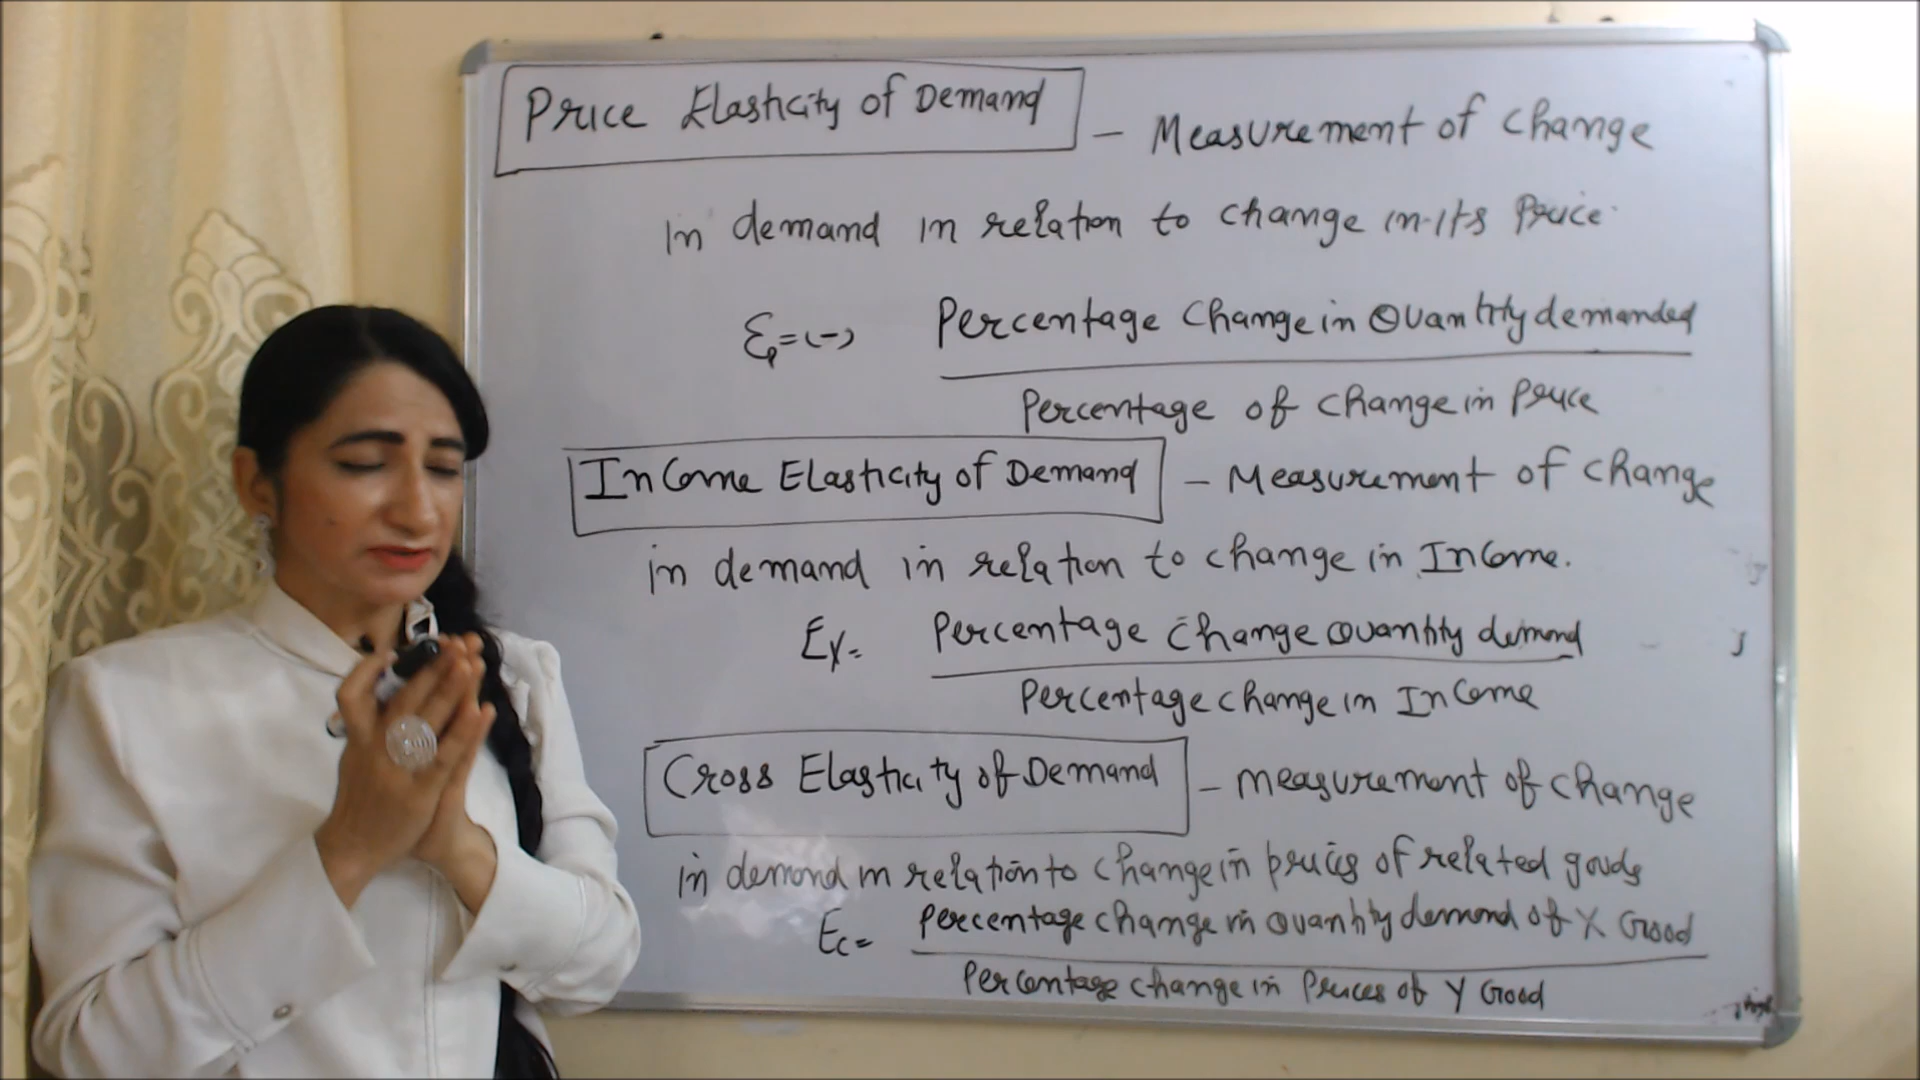 Price Elasticity of Demand – Measurement of change
in demand in relation to change in its Price
Ep=(-) Percentage change in Quantity demanded
Percentage of change in price
Income Elasticity of Demand – Measurement of change
in demand in relation to change in Income.
Ey= Percentage change quantity demand
Percentage change in Income
Cross Elasticity of Demand – measurement of change
in demand in relation to change in prices of related goods
Ec= percentage change in quantity demand of X Good
Percentage change in Prices of Y Good